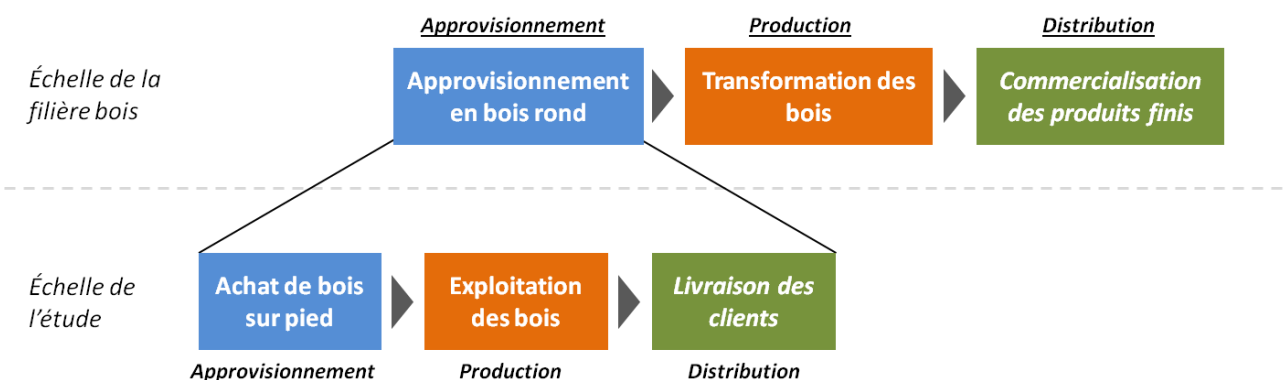 Approvisionnement
Production
Distribution
Échelle de la
filière bois
Approvisionnement
en bois rond
Transformation des
bois
Commercialisation
des produits finis
Échelle de
l’étude
Achat de bois
sur pied
Exploitation
des bois
Livraison des
clients
Approvisionnement
Production
Distribution